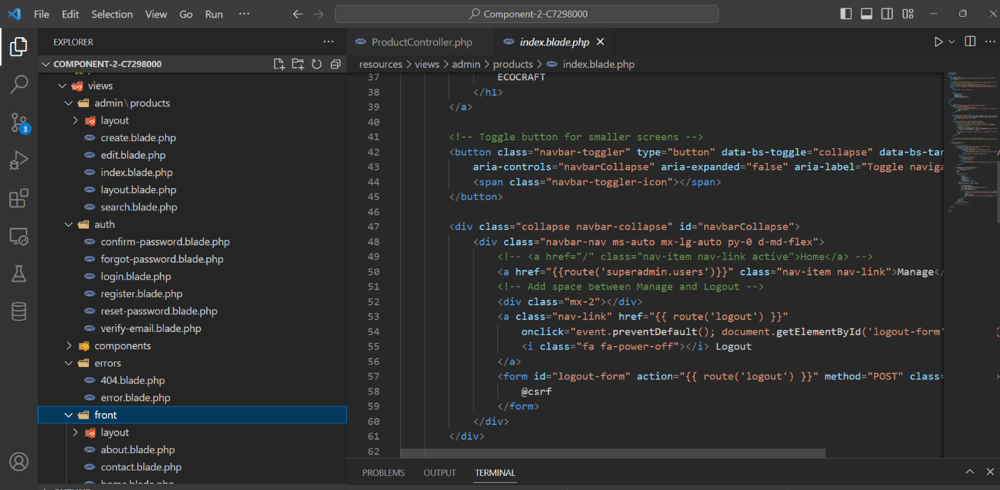 File Edit Selection View Go Run ···
Component-2-C7298000
EXPLORER
COMPONENT-2-C7298000
views
admin\products
layout
create.blade.php
edit.blade.php
index.blade.php
layout.blade.php
search.blade.php
auth
confirm-password.blade.php
forgot-password.blade.php
login.blade.php
register.blade.php
reset-password.blade.php
verify-email.blade.php
components
errors
404.blade.php
error.blade.php
front
layout
about.blade.php
contact.blade.php
home.blade.php
3
ProductController.php index.blade.php
resources > views > admin > products > index.blade.php
37 ECOCRAFT
38 </h1>
39 </a>
40
41 <!-- Toggle button for smaller screens -->
42 <button class="navbar-toggler" type="button" data-bs-toggle="collapse" data-bs-tar
43 aria-controls="navbarCollapse" aria-expanded="false" aria-label="Toggle naviga
44 <span class="navbar-toggler-icon"></span>
45 </button>
46
47 <div class="collapse navbar-collapse" id="navbarCollapse">
48 <div class="navbar-nav ms-auto mx-lg-auto py-0 d-md-flex">
49 <!-- <a href="/" class="nav-item nav-link active">Home</a> -->
50 <a href="{{route('superadmin.users')}}" class="nav-item nav-link">Manage</
51 <!-- Add space between Manage and Logout -->
52 <div class="mx-2"></div>
53 <a class="nav-link" href="{{ route('logout') }}"
54 onclick="event.preventDefault(); document.getElementById('logout-form'
55 <i class="fa fa-power-off"></i> Logout
56 </a>
57 <form id="logout-form" action="{{ route('logout') }}" method="POST" class=
58 @csrf
59 </form>
60 </div>
61 </div>
62
PROBLEMS OUTPUT TERMINAL